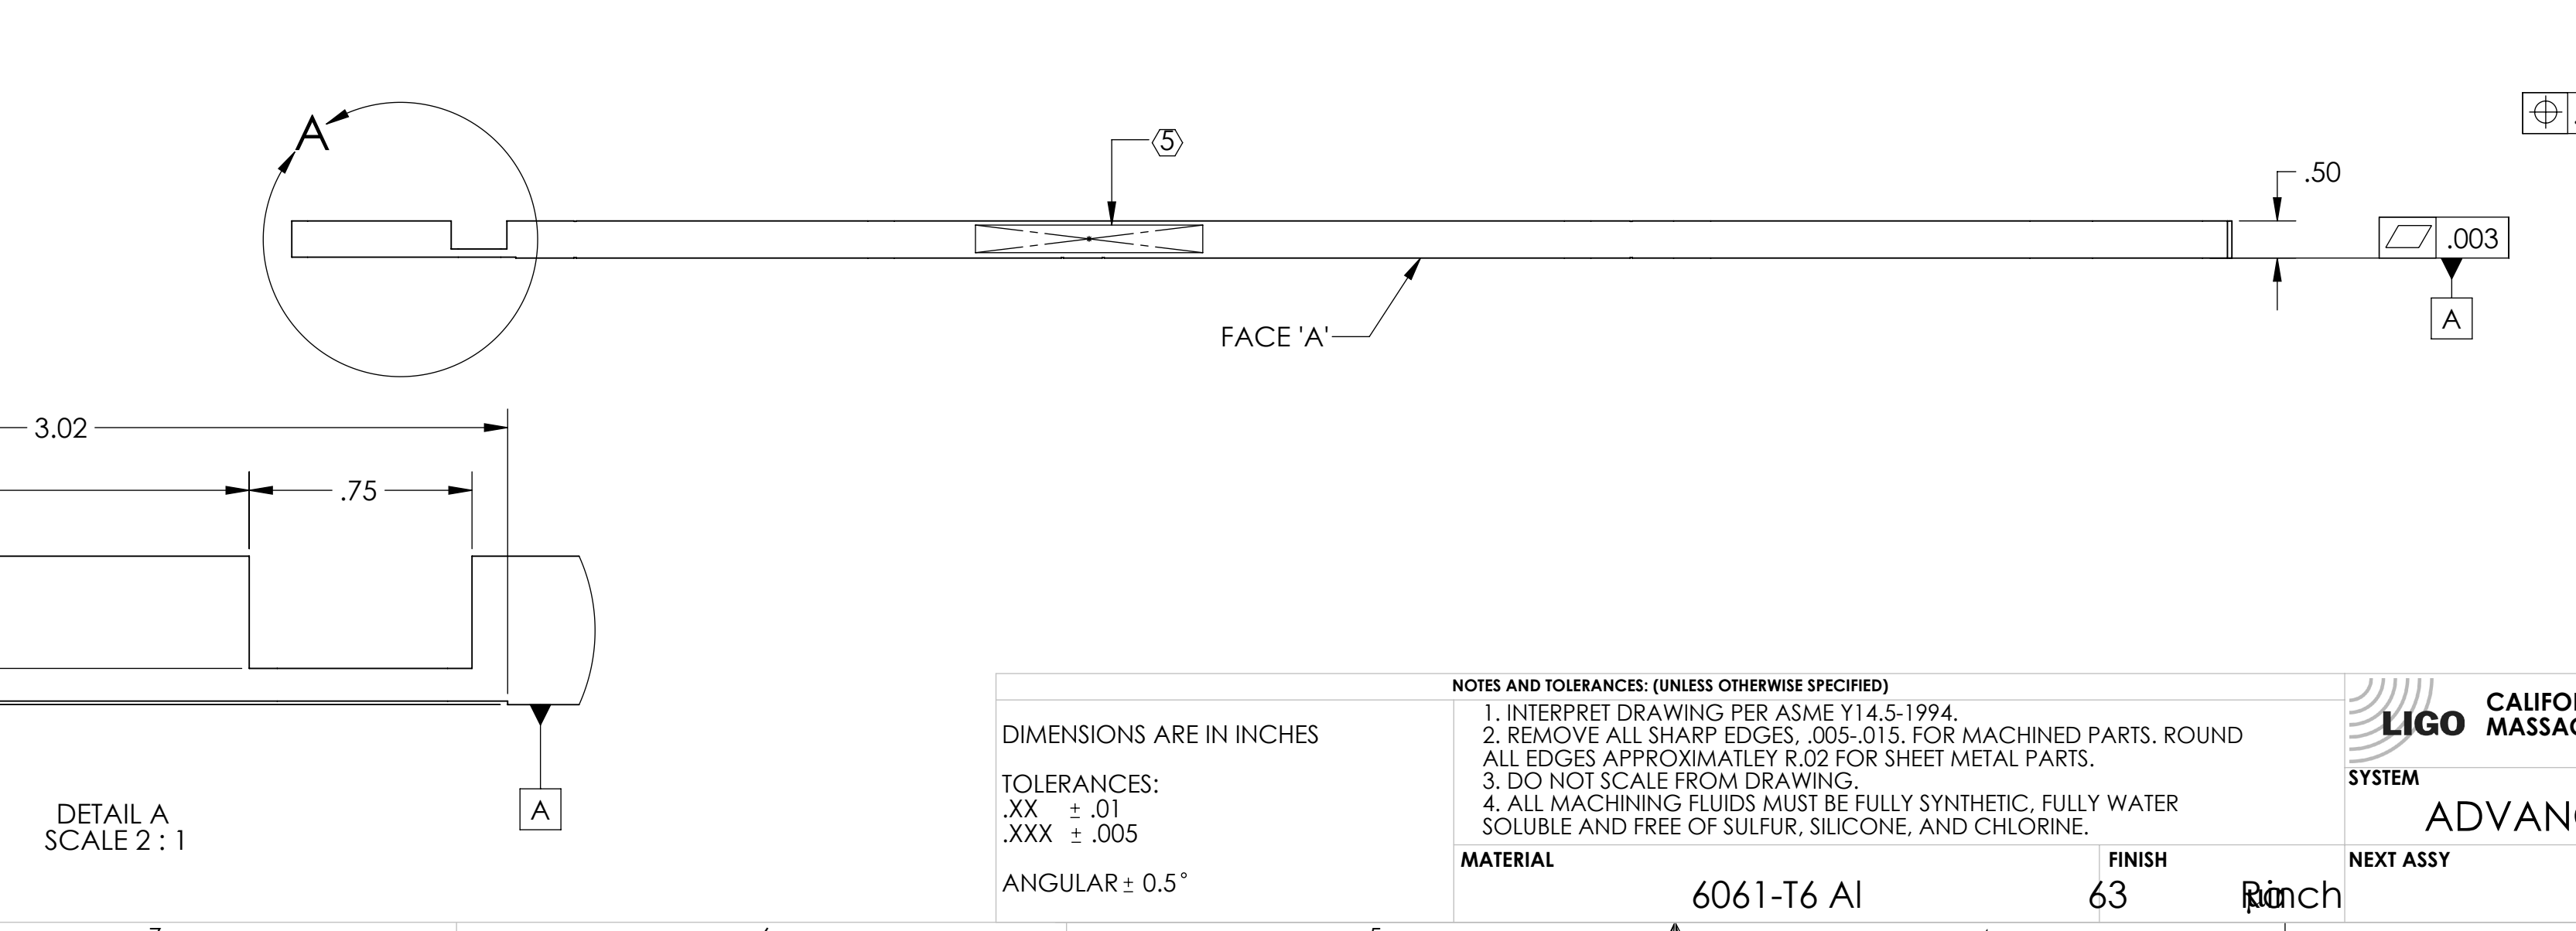 A
5
.50
.003
A
FACE 'A'
3.02
.75
A
DETAIL A
SCALE 2 : 1
NOTES AND TOLERANCES: (UNLESS OTHERWISE SPECIFIED)
DIMENSIONS ARE IN INCHES
TOLERANCES:
.XX ± .01
.XXX ± .005
ANGULAR ± 0.5°
1. INTERPRET DRAWING PER ASME Y14.5-1994.
2. REMOVE ALL SHARP EDGES, .005-.015. FOR MACHINED PARTS. ROUND
ALL EDGES APPROXIMATLEY R.02 FOR SHEET METAL PARTS.
3. DO NOT SCALE FROM DRAWING.
4. ALL MACHINING FLUIDS MUST BE FULLY SYNTHETIC, FULLY WATER
SOLUBLE AND FREE OF SULFUR, SILICONE, AND CHLORINE.
MATERIAL
6061-T6 Al
FINISH
63
LIGO
SYSTEM
NEXT ASSY